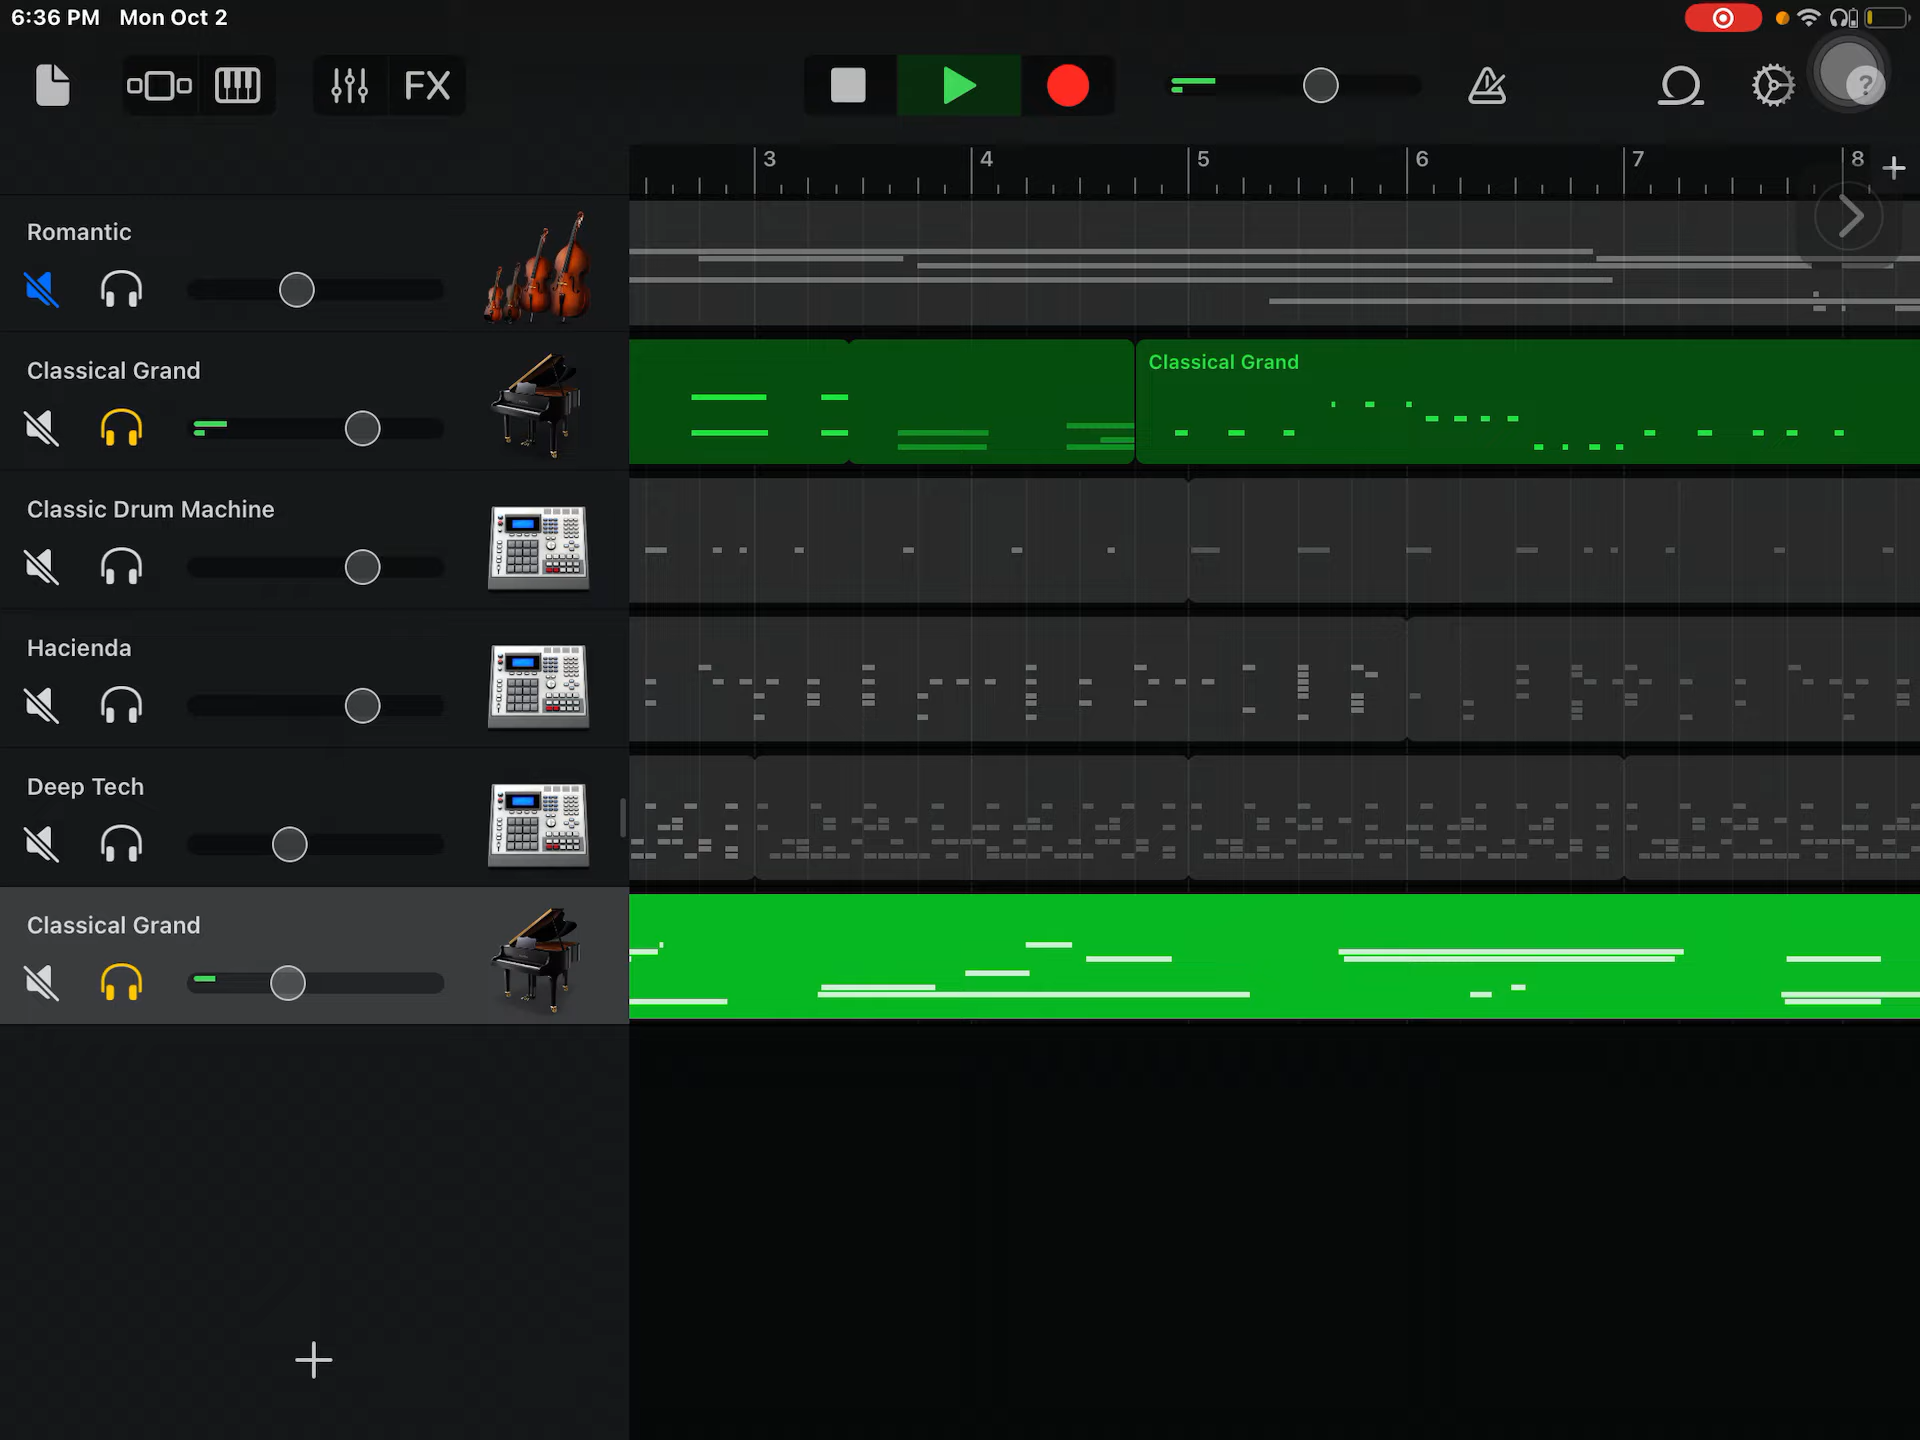 6:36 PM Mon Oct 2
FX
?
3 4 5 6 7 8
Romantic
Classical Grand
Classical Grand
Classic Drum Machine
Hacienda
Deep Tech
Classical Grand